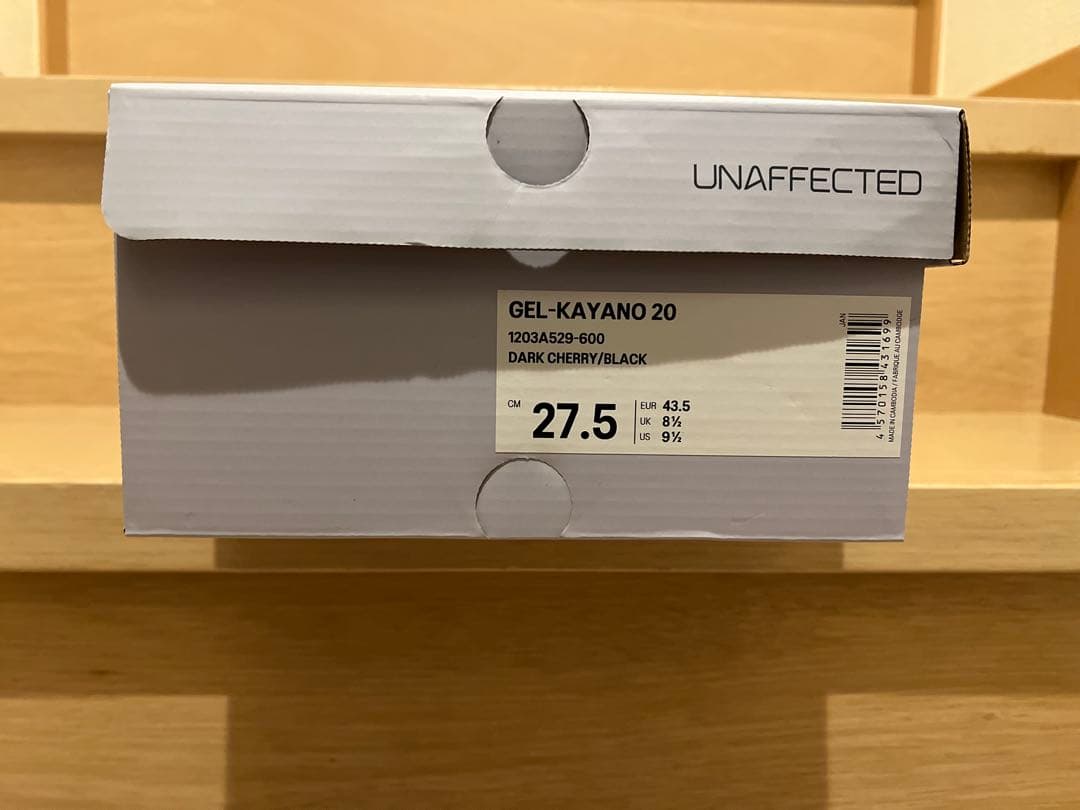 UNAFFECTED
GEL-KAYANO 20
1203A529-600
DARK CHERRY/BLACK
CM 27.5
EUR 43.5
UK 8½
US 9½
JAN
4570158431699
MADE IN CAMBODIA / FABRIQUE AU CAMBODGE